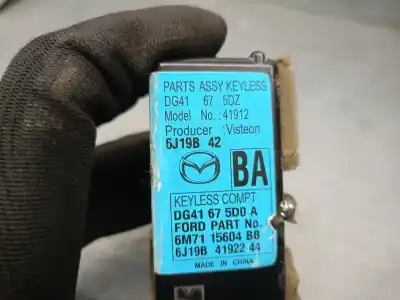 PARTS ASSY KEYLESS
DG41 67 5DZ
Model No.:41912
Producer :Visteon
6J19B 42
BA
KEYLESS COMPT
DG41 67 5D0 A
FORD PART No.
6M71 15604 B8
6J19B 41922 44
MADE IN CHINA